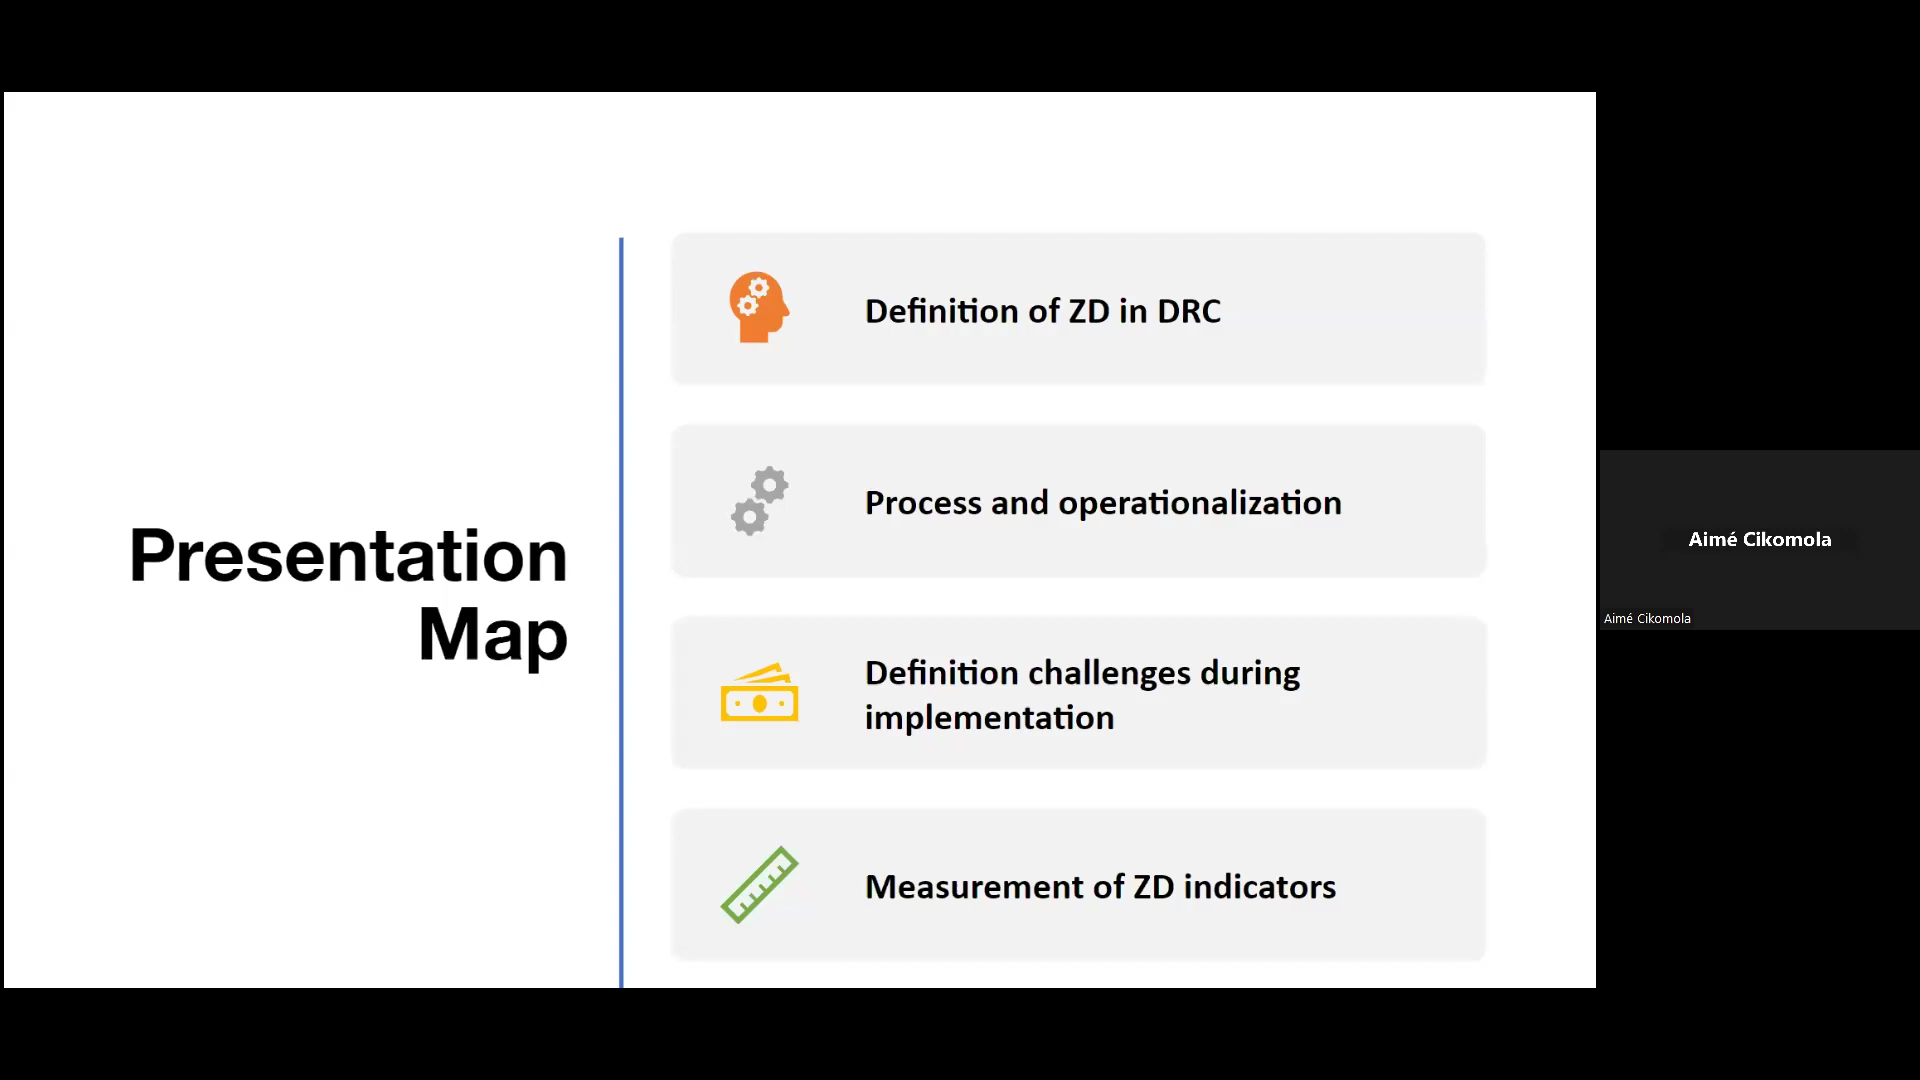 Presentation
Map
Definition of ZD in DRC
Process and operationalization
Definition challenges during
implementation
Measurement of ZD indicators
Aimé Cikomola
Aimé Cikomola